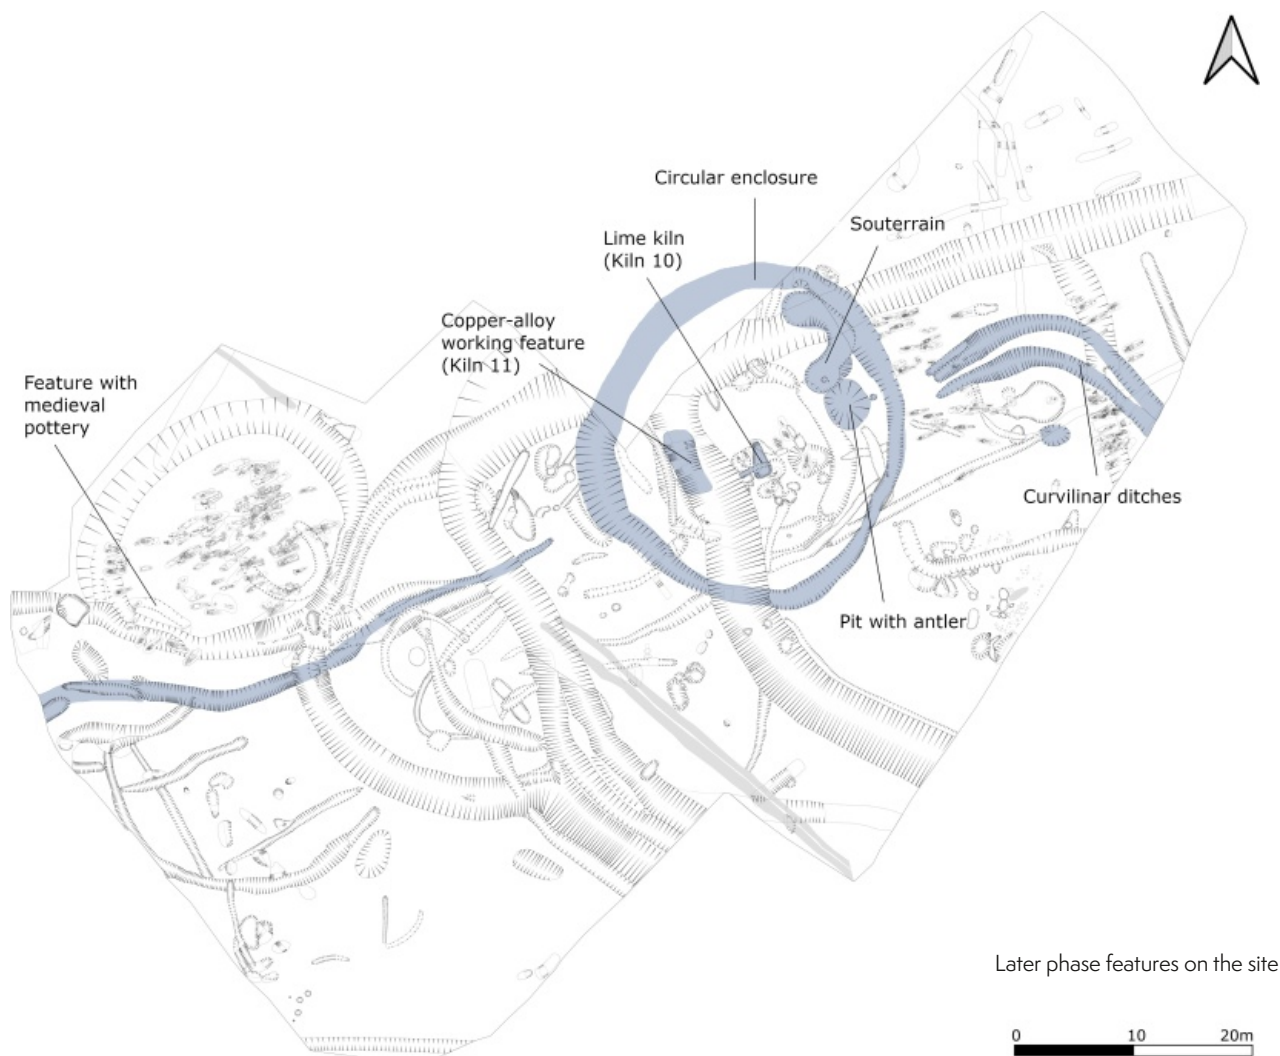 Circular enclosure
Souterrain
Lime kiln
(Kiln 10)
Copper-alloy
working feature
(Kiln 11)
Feature with
medieval
pottery
Curvilinar ditches
Pit with antler
Later phase features on the site
0 10 20m